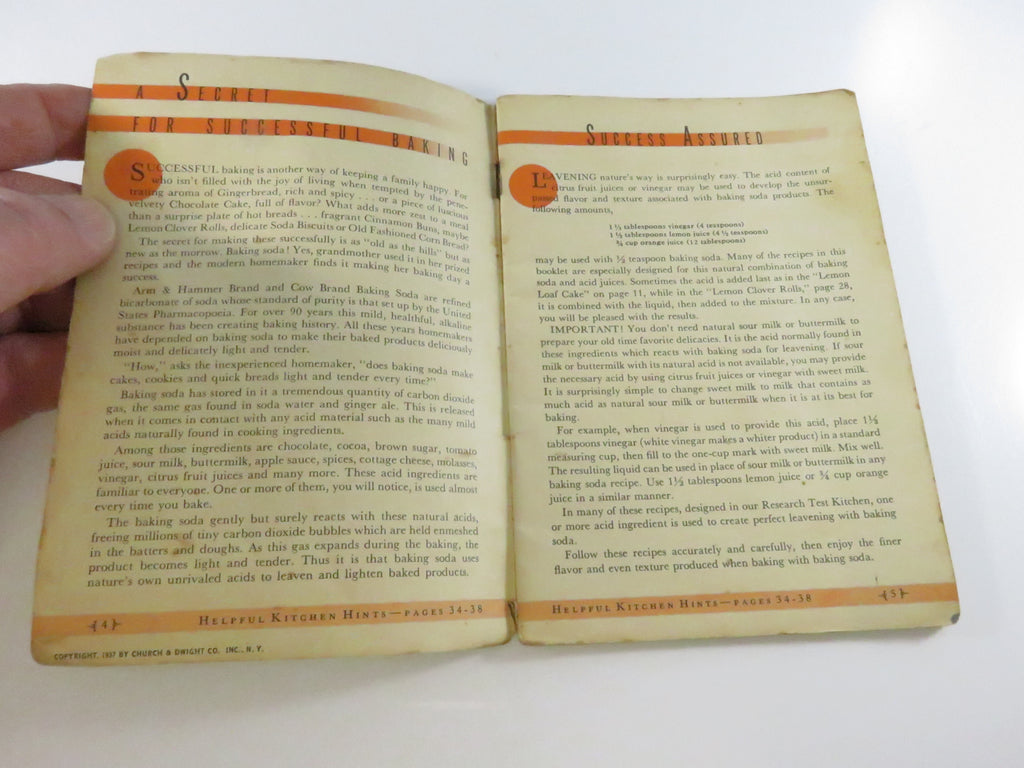 A SECRET
FOR SUCCESSFUL BAKING
SUCCESSFUL baking is another way of keeping a family happy. For
who isn't filled with the joy of living when tempted by the pene-
trating aroma of Gingerbread, rich and spicy . . . or a piece of luscious
velvety Chocolate Cake, full of flavor? What adds more zest to a meal
than a surprise plate of hot breads . . . fragrant Cinnamon Buns, maybe
Lemon Clover Rolls, delicate Soda Biscuits or Old Fashioned Corn Bread?
The secret for making these successfully is as "old as the hills" but as
new as the morrow. Baking soda! Yes, grandmother used it in her prized
recipes and the modern homemaker finds it making her baking day a
success.
Arm & Hammer Brand and Cow Brand Baking Soda are refined
bicarbonate of soda whose standard of purity is that set up by the United
States Pharmacopoeia. For over 90 years this mild, healthful, alkaline
substance has been creating baking history. All these years homemakers
have depended on baking soda to make their baked products deliciously
moist and delicately light and tender.
"How," asks the inexperienced homemaker, "does baking soda make
cakes, cookies and quick breads light and tender every time?"
Baking soda has stored in it a tremendous quantity of carbon dioxide
gas, the same gas found in soda water and ginger ale. This is released
when it comes in contact with any acid material such as the many mild
acids naturally found in cooking ingredients.
Among those ingredients are chocolate, cocoa, brown sugar, tomato
juice, sour milk, buttermilk, apple sauce, spices, cottage cheese, molasses,
vinegar, citrus fruit juices and many more. These acid ingredients are
familiar to everyone. One or more of them, you will notice, is used almost
every time you bake.
The baking soda gently but surely reacts with these natural acids,
freeing millions of tiny carbon dioxide bubbles which are held enmeshed
in the batters and doughs. As this gas expands during the baking, the
product becomes light and tender. Thus it is that baking soda uses
nature's own unrivaled acids to leaven and lighten baked products.
HELPFUL KITCHEN HINTS—PAGES 34-38
4
COPYRIGHT, 1937 BY CHURCH & DWIGHT CO. INC., N. Y.
SUCCESS ASSURED
LEAVENING nature's way is surprisingly easy. The acid content of
citrus fruit juices or vinegar may be used to develop the unsur-
passed flavor and texture associated with baking soda products. The
following amounts,
1 1/3 tablespoons vinegar (4 teaspoons)
1 1/2 tablespoons lemon juice (4 1/2 teaspoons)
3/4 cup orange juice (12 tablespoons)
may be used with ½ teaspoon baking soda. Many of the recipes in this
booklet are especially designed for this natural combination of baking
soda and acid juices. Sometimes the acid is added last as in the "Lemon
Loaf Cake" on page 11, while in the "Lemon Clover Rolls," page 28,
it is combined with the liquid, then added to the mixture. In any case,
you will be pleased with the results.
IMPORTANT! You don't need natural sour milk or buttermilk to
prepare your old time favorite delicacies. It is the acid normally found in
these ingredients which reacts with baking soda for leavening. If sour
milk or buttermilk with its natural acid is not available, you may provide
the necessary acid by using citrus fruit juices or vinegar with sweet milk.
It is surprisingly simple to change sweet milk to milk that contains as
much acid as natural sour milk or buttermilk when it is at its best for
baking.
For example, when vinegar is used to provide this acid, place 1⅓
tablespoons vinegar (white vinegar makes a whiter product) in a standard
measuring cup, then fill to the one-cup mark with sweet milk. Mix well.
The resulting liquid can be used in place of sour milk or buttermilk in any
baking soda recipe. Use 1½ tablespoons lemon juice or ¾ cup orange
juice in a similar manner.
In many of these recipes, designed in our Research Test Kitchen, one
or more acid ingredient is used to create perfect leavening with baking
soda.
Follow these recipes accurately and carefully, then enjoy the finer
flavor and even texture produced when baking with baking soda.
HELPFUL KITCHEN HINTS—PAGES 34-38
5